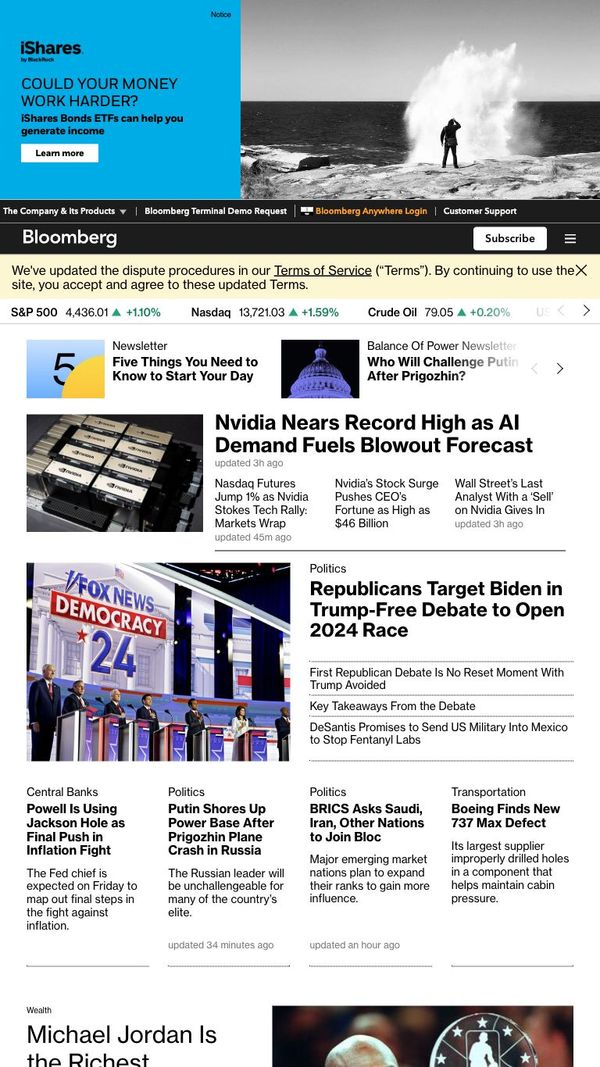 Notice
iShares
by BlackRock
COULD YOUR MONEY
WORK HARDER?
iShares Bonds ETFs can help you
generate income
Learn more
The Company & Its Products
Bloomberg Terminal Demo Request
Bloomberg Anywhere Login
Customer Support
Bloomberg
Subscribe
We've updated the dispute procedures in our Terms of Service (“Terms”). By continuing to use the
site, you accept and agree to these updated Terms.
S&P 500 4,436.01 +1.10% Nasdaq 13,721.03 +1.59% Crude Oil 79.05 +0.20% US
5
Newsletter
Five Things You Need to
Know to Start Your Day
Balance Of Power Newsletter
Who Will Challenge Putin
After Prigozhin?
NVIDIA
NVIDIA
NVIDIA
NVIDIA
NVIDIA
NVIDIA
Nvidia Nears Record High as AI
Demand Fuels Blowout Forecast
updated 3h ago
Nasdaq Futures
Jump 1% as Nvidia
Stokes Tech Rally:
Markets Wrap
updated 45m ago
Nvidia’s Stock Surge
Pushes CEO’s
Fortune as High as
$46 Billion
Wall Street’s Last
Analyst With a ‘Sell’
on Nvidia Gives In
updated 3h ago
FOX NEWS
DEMOCRACY
24
Politics
Republicans Target Biden in
Trump-Free Debate to Open
2024 Race
First Republican Debate Is No Reset Moment With
Trump Avoided
Key Takeaways From the Debate
DeSantis Promises to Send US Military Into Mexico
to Stop Fentanyl Labs
Central Banks
Powell Is Using
Jackson Hole as
Final Push in
Inflation Fight
The Fed chief is
expected on Friday to
map out final steps in
the fight against
inflation.
Politics
Putin Shores Up
Power Base After
Prigozhin Plane
Crash in Russia
The Russian leader will
be unchallengeable for
many of the country’s
elite.
updated 34 minutes ago
Politics
BRICS Asks Saudi,
Iran, Other Nations
to Join Bloc
Major emerging market
nations plan to expand
their ranks to gain more
influence.
updated an hour ago
Transportation
Boeing Finds New
737 Max Defect
Its largest supplier
improperly drilled holes
in a component that
helps maintain cabin
pressure.
Wealth
Michael Jordan Is
the Richest